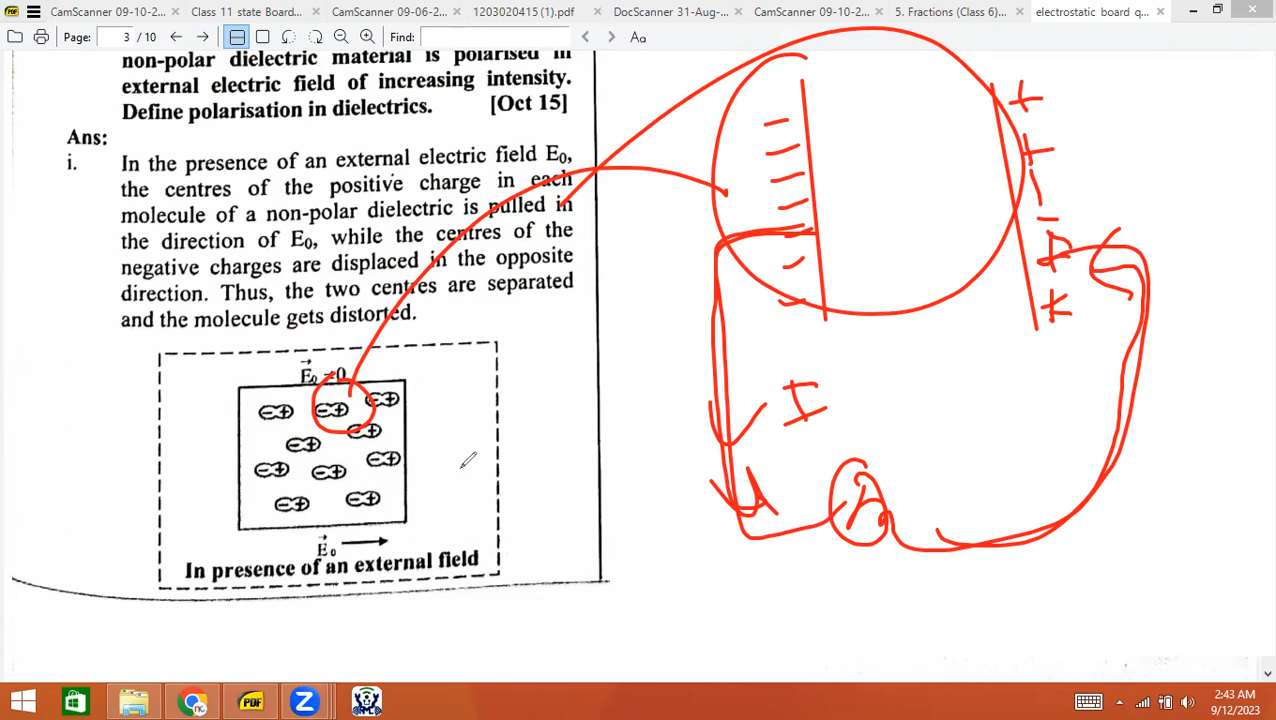 CamScanner 09-10-2...
Class 11 state Board...
CamScanner 09-06-2...
1203020415 (1).pdf
DocScanner 31-Aug-...
CamScanner 09-10-2...
5. Fractions (Class 6)...
electrostatic board q...
Page: 3 / 10 Find: Aa
non-polar dielectric material is polarised in
external electric field of increasing intensity.
Define polarisation in dielectrics. [Oct 15]
Ans:
i. In the presence of an external electric field E₀,
the centres of the positive charge in each
molecule of a non-polar dielectric is pulled in
the direction of E₀, while the centres of the
negative charges are displaced in the opposite
direction. Thus, the two centres are separated
and the molecule gets distorted.
E₀ ≠0
E₀
In presence of an external field
I
PDF
2:43 AM
9/12/2023